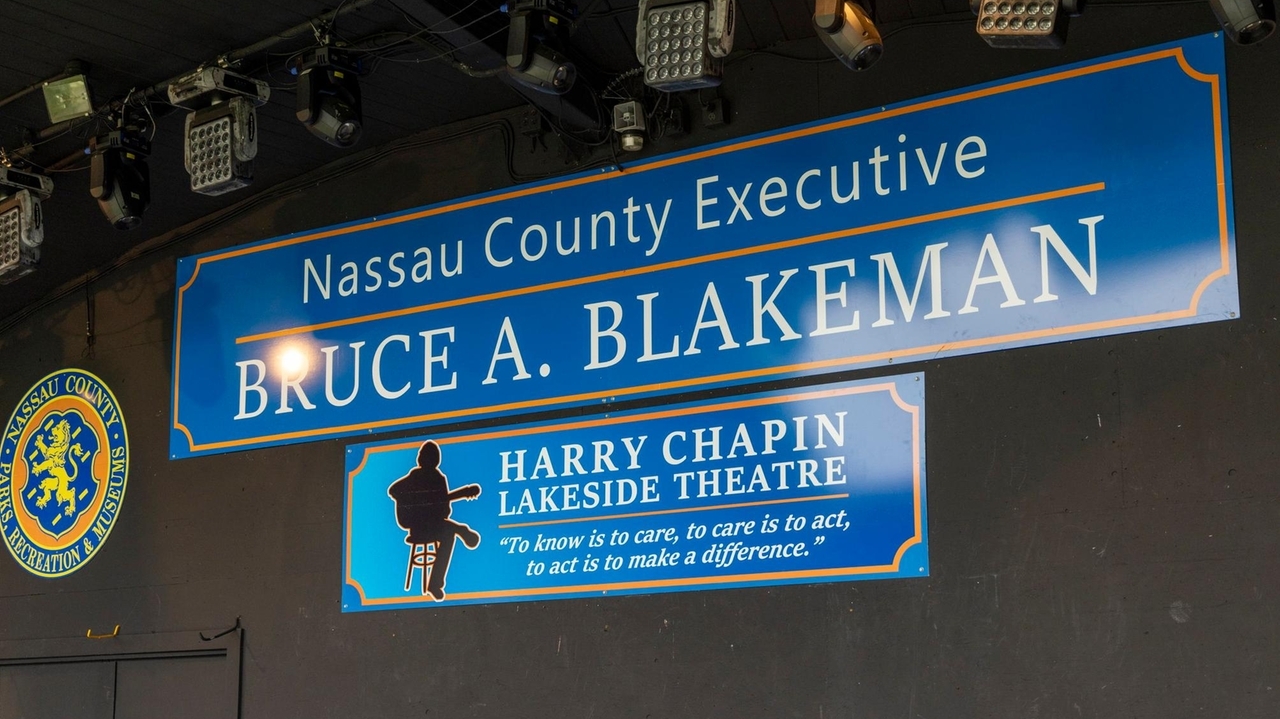 Nassau County Executive
BRUCE A. BLAKEMAN
HARRY CHAPIN
LAKESIDE THEATRE
“To know is to care, to care is to act,
to act is to make a difference.”
· NASSAU COUNTY ·
PARKS, RECREATION & MUSEUMS